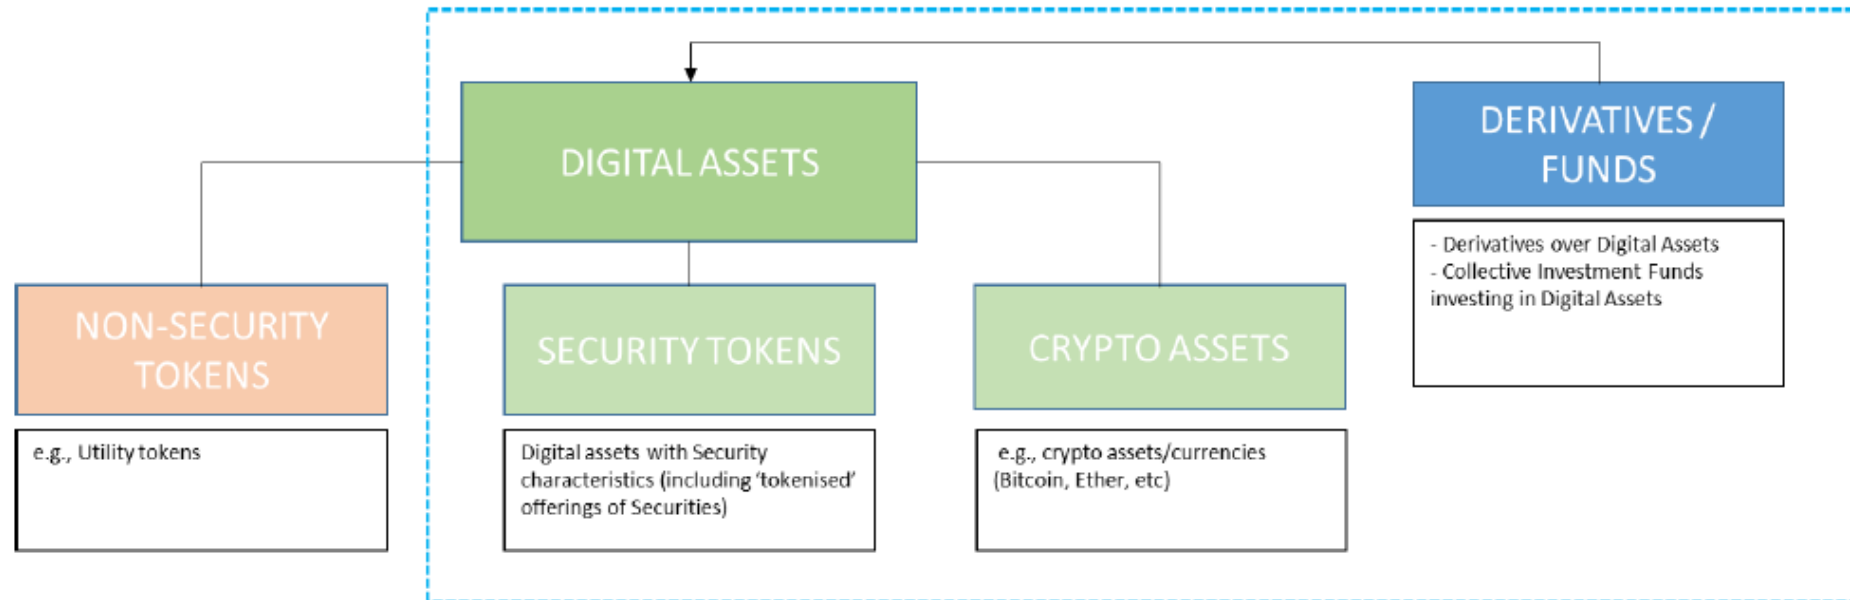 DIGITAL ASSETS
DERIVATIVES /
FUNDS
- Derivatives over Digital Assets
- Collective Investment Funds
investing in Digital Assets
NON-SECURITY
TOKENS
e.g., Utility tokens
SECURITY TOKENS
Digital assets with Security
characteristics (including ‘tokenised’
offerings of Securities)
CRYPTO ASSETS
e.g., crypto assets/currencies
(Bitcoin, Ether, etc)